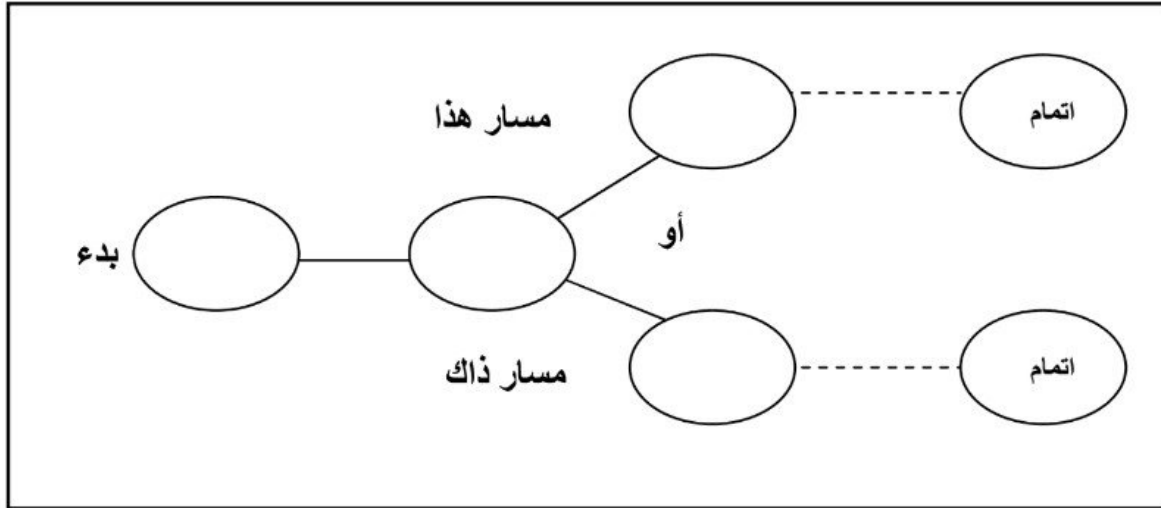 اتمام
مسار هذا
أو
بدء
مسار ذاك
اتمام